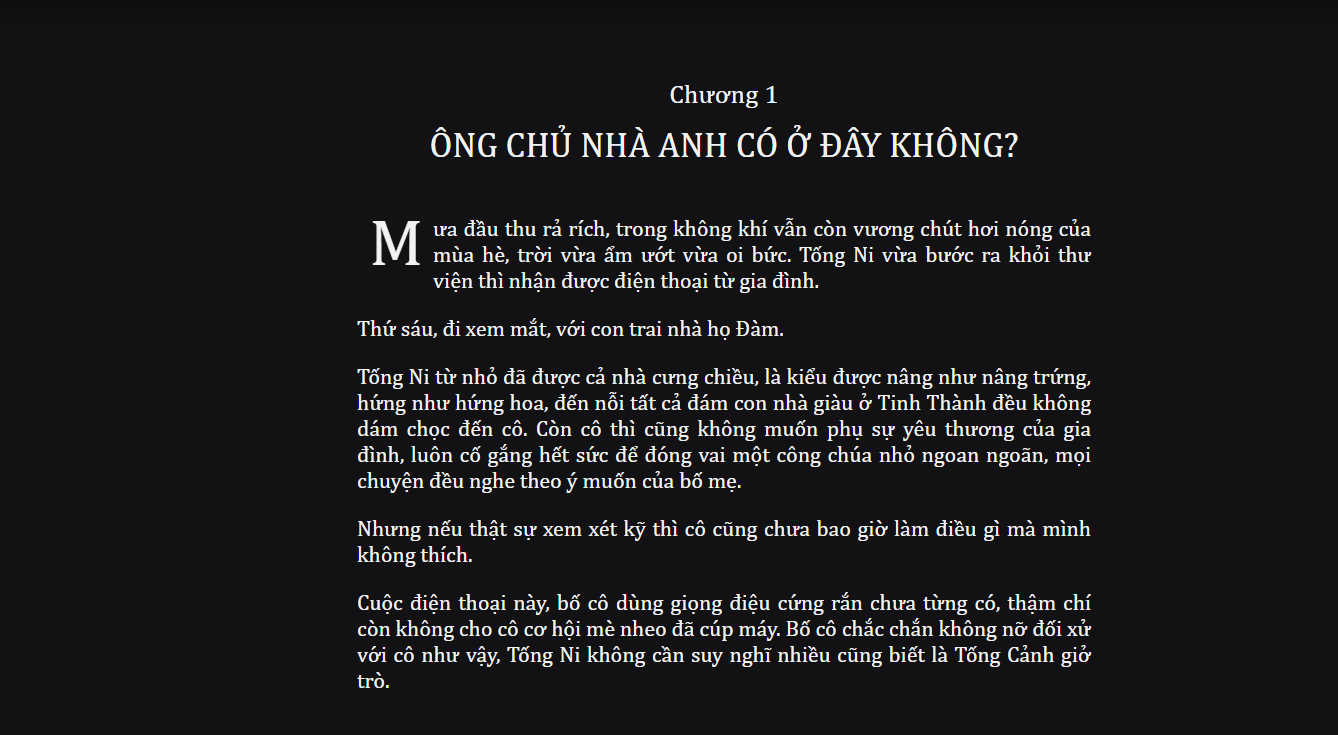 Chương 1
ÔNG CHỦ NHÀ ANH CÓ Ở ĐÂY KHÔNG?
Mưa đầu thu rả rích, trong không khí vẫn còn vương chút hơi nóng của
mùa hè, trời vừa ẩm ướt vừa oi bức. Tống Ni vừa bước ra khỏi thư
viện thì nhận được điện thoại từ gia đình.
Thứ sáu, đi xem mắt, với con trai nhà họ Đàm.
Tống Ni từ nhỏ đã được cả nhà cưng chiều, là kiểu được nâng như nâng trứng,
hứng như hứng hoa, đến nỗi tất cả đám con nhà giàu ở Tinh Thành đều không
dám chọc đến cô. Còn cô thì cũng không muốn phụ sự yêu thương của gia
đình, luôn cố gắng hết sức để đóng vai một công chúa nhỏ ngoan ngoãn, mọi
chuyện đều nghe theo ý muốn của bố mẹ.
Nhưng nếu thật sự xem xét kỹ thì cô cũng chưa bao giờ làm điều gì mà mình
không thích.
Cuộc điện thoại này, bố cô dùng giọng điệu cứng rắn chưa từng có, thậm chí
còn không cho cô cơ hội mè nheo đã cúp máy. Bố cô chắc chắn không nỡ đối xử
với cô như vậy, Tống Ni không cần suy nghĩ nhiều cũng biết là Tống Cảnh giở
trò.